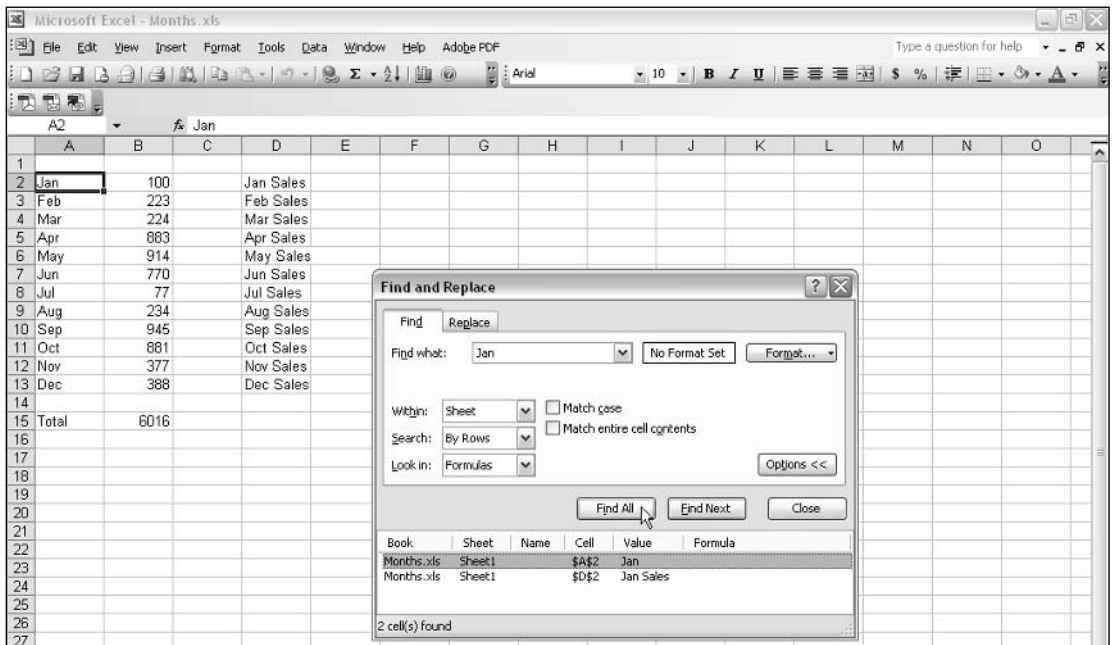 Microsoft Excel - Months.xls
File Edit View Insert Format Tools Data Window Help Adobe PDF Type a question for help
Arial 10 B I U $ %
A2 fx Jan
A B C D E F G H I J K L M N O
1
2 Jan 100 Jan Sales
3 Feb 223 Feb Sales
4 Mar 224 Mar Sales
5 Apr 883 Apr Sales
6 May 914 May Sales
7 Jun 770 Jun Sales
8 Jul 77 Jul Sales
9 Aug 234 Aug Sales
10 Sep 945 Sep Sales
11 Oct 881 Oct Sales
12 Nov 377 Nov Sales
13 Dec 388 Dec Sales
14
15 Total 6016
16
17
18
19
20
21
22
23
24
25
26
27
Find and Replace
Find Replace
Find what: Jan No Format Set Format...
Within: Sheet Match case
Match entire cell contents
Search: By Rows
Look in: Formulas Options <<
Find All Find Next Close
Book Sheet Name Cell Value Formula
Months.xls Sheet1 $A$2 Jan
Months.xls Sheet1 $D$2 Jan Sales
2 cell(s) found